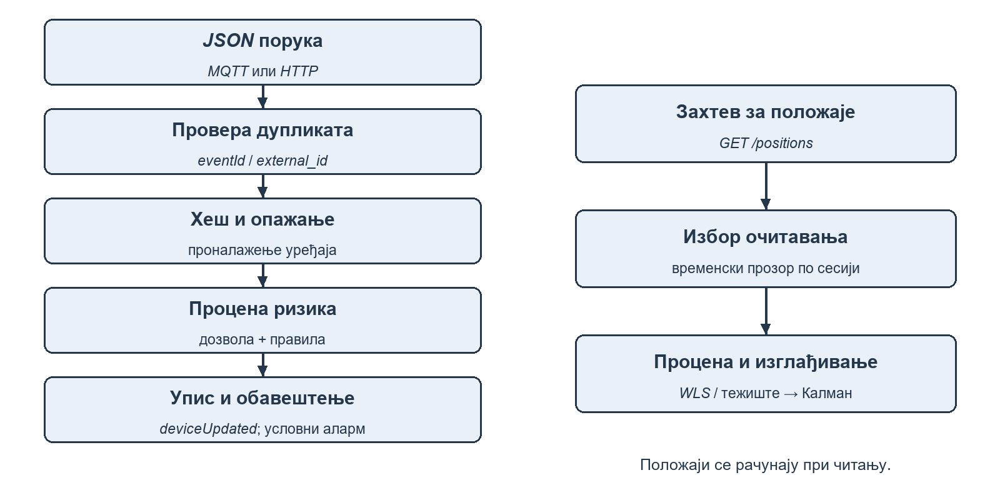 JSON порука
MQTT или HTTP
Провера дупликата
eventId / external_id
Хеш и опажање
проналажење уређаја
Процена ризика
дозвола + правила
Упис и обавештење
deviceUpdated; условни аларм
Захтев за положаје
GET /positions
Избор очитавања
временски прозор по сесији
Процена и изглађивање
WLS / тежиште → Калман
Положаји се рачунају при читању.